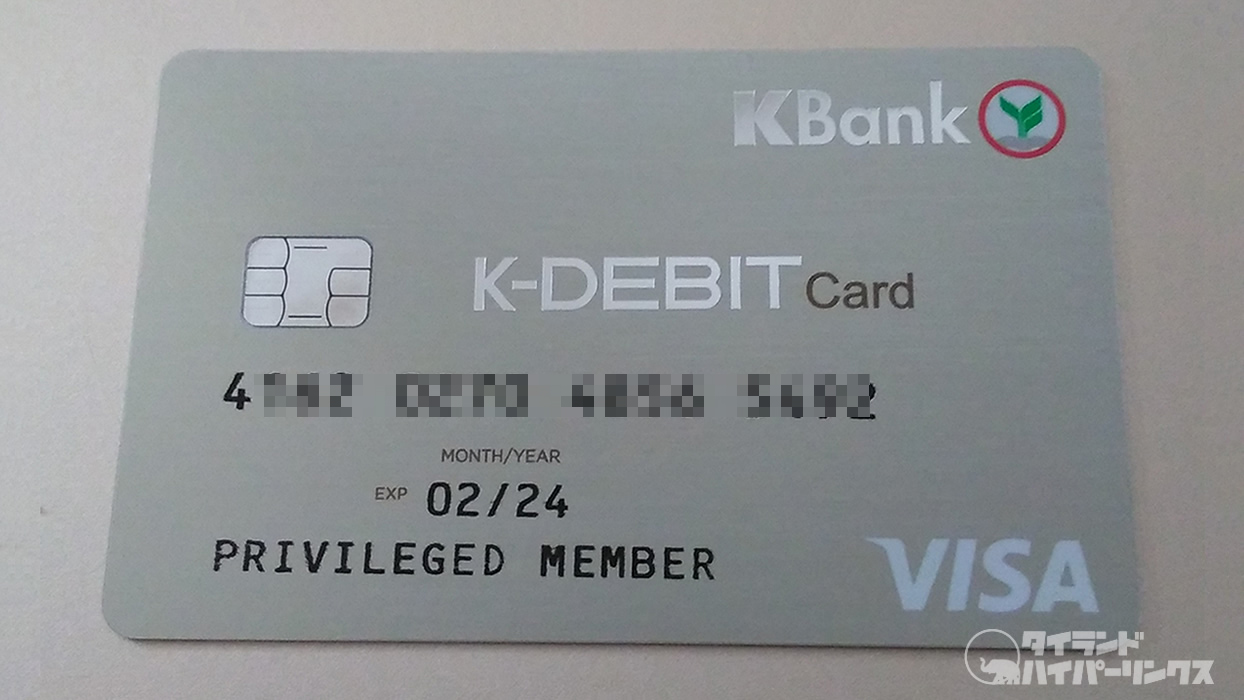 KBank
K-DEBIT Card
MONTH/YEAR
EXP 02/24
PRIVILEGED MEMBER
VISA
タイランド
ハイパーリンクス